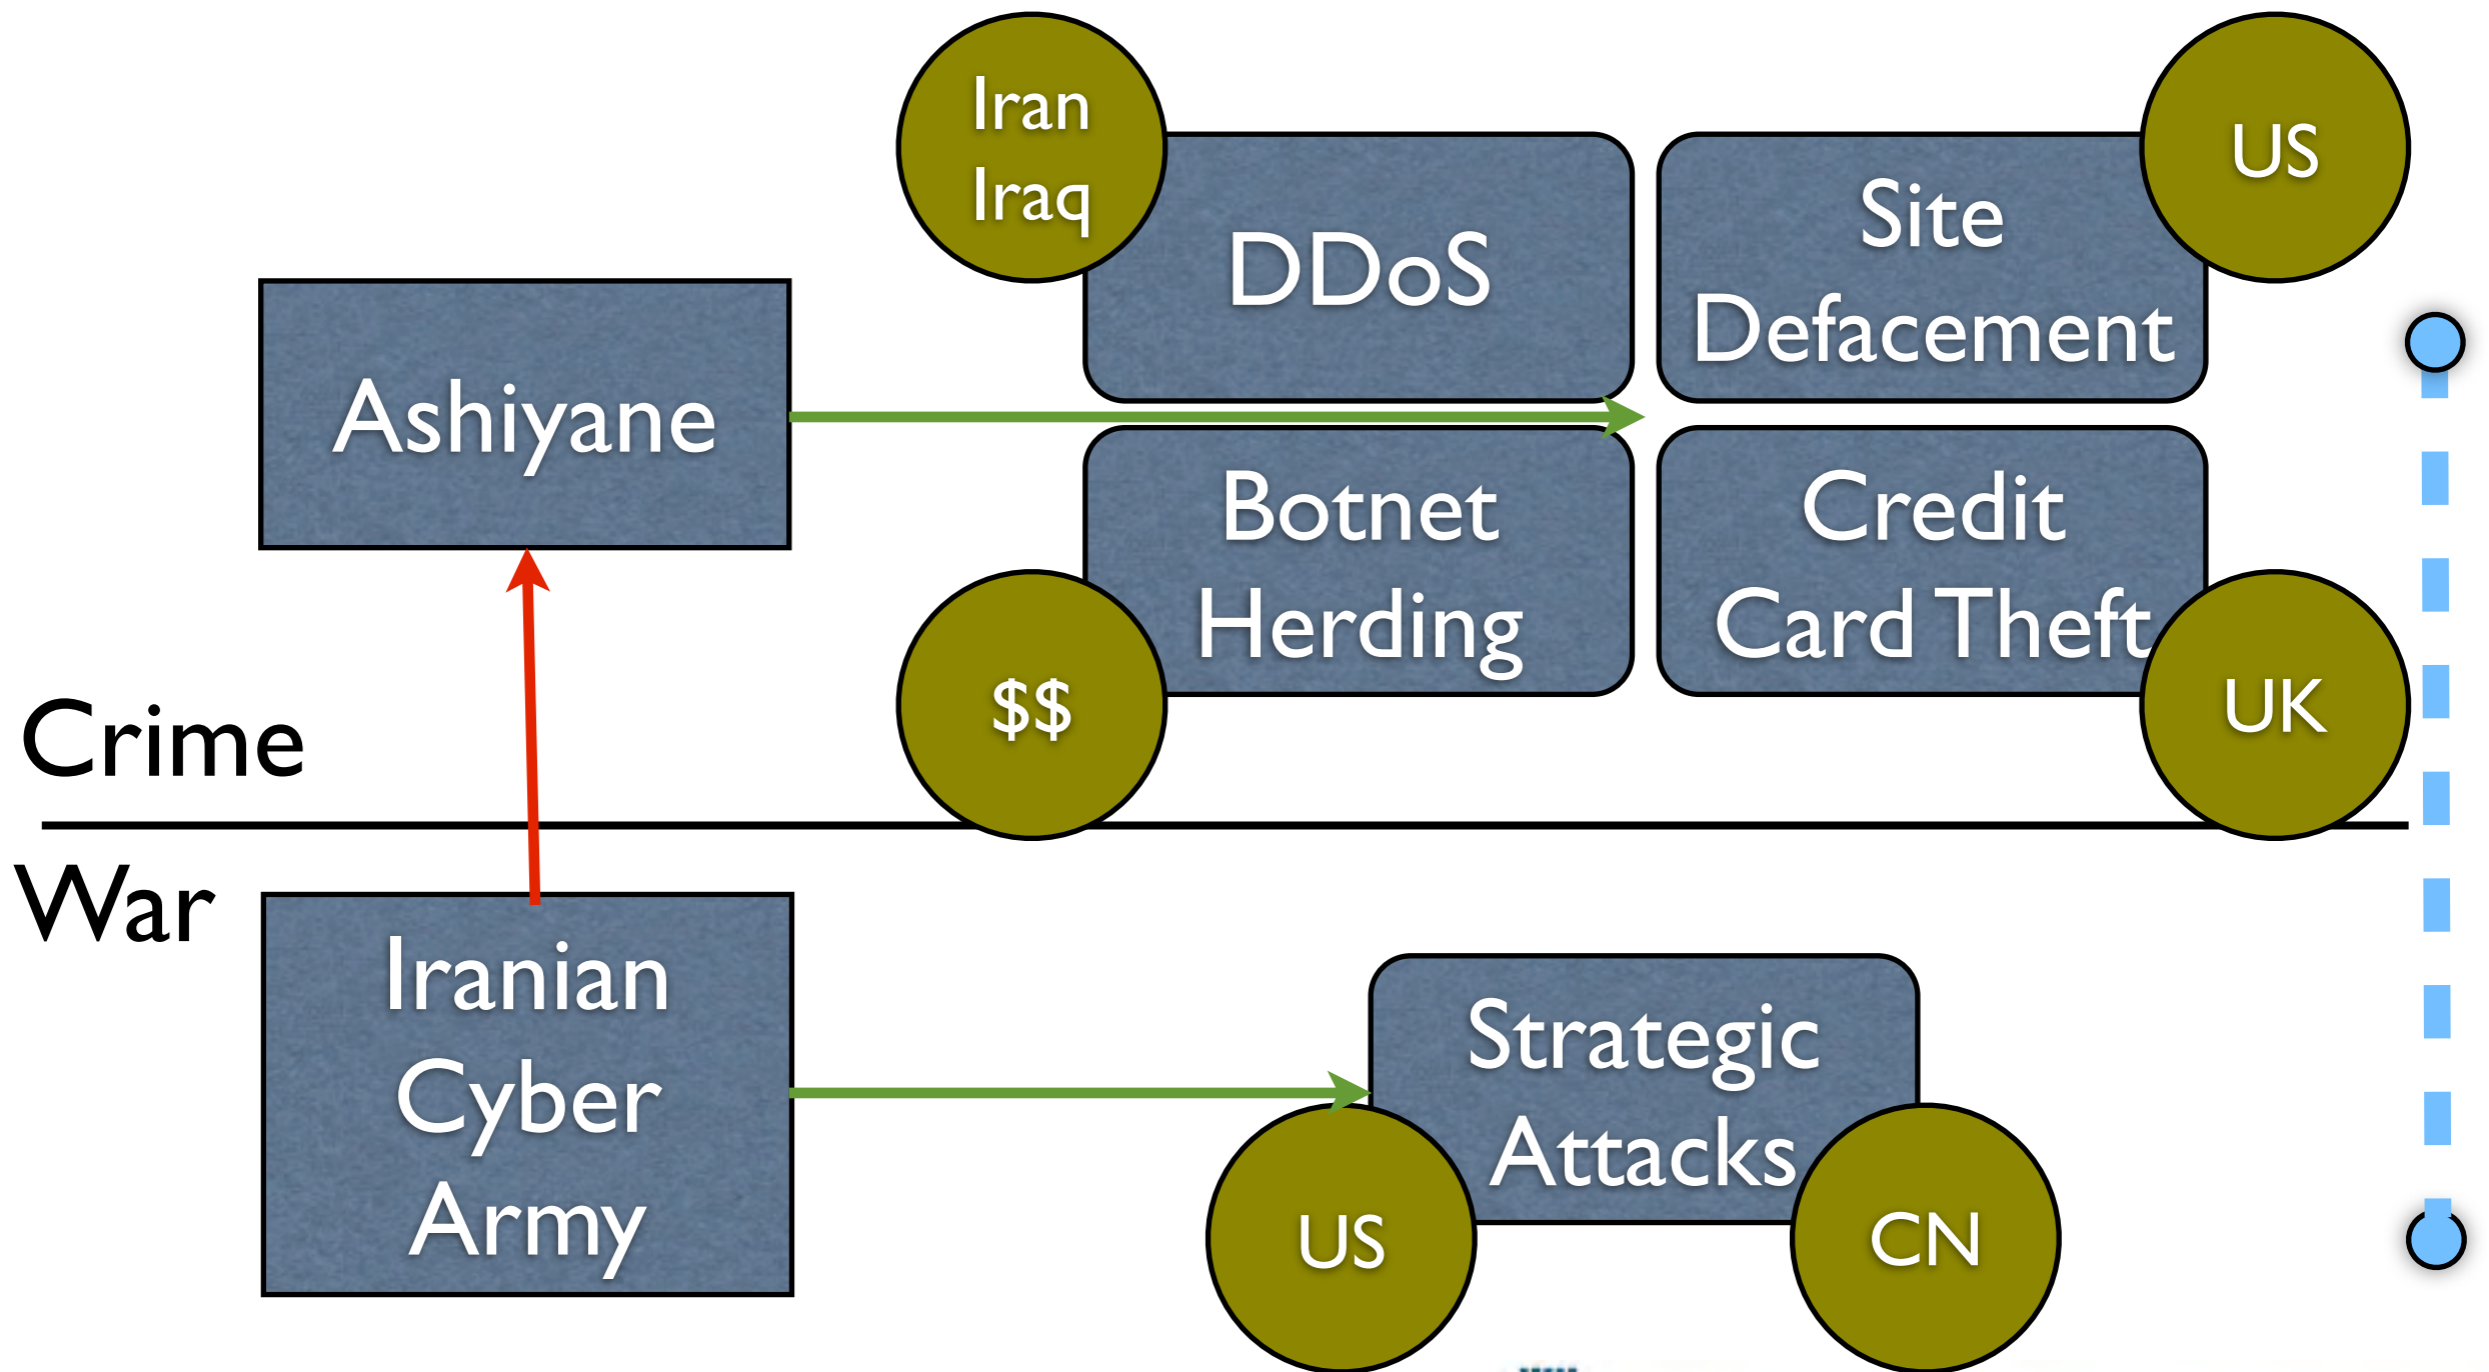 Iran
Iraq
DDoS
Site
Defacement
US
Ashiyane
Botnet
Herding
$$
Credit
Card Theft
UK
Crime
War
Iranian
Cyber
Army
Strategic
Attacks
US
CN